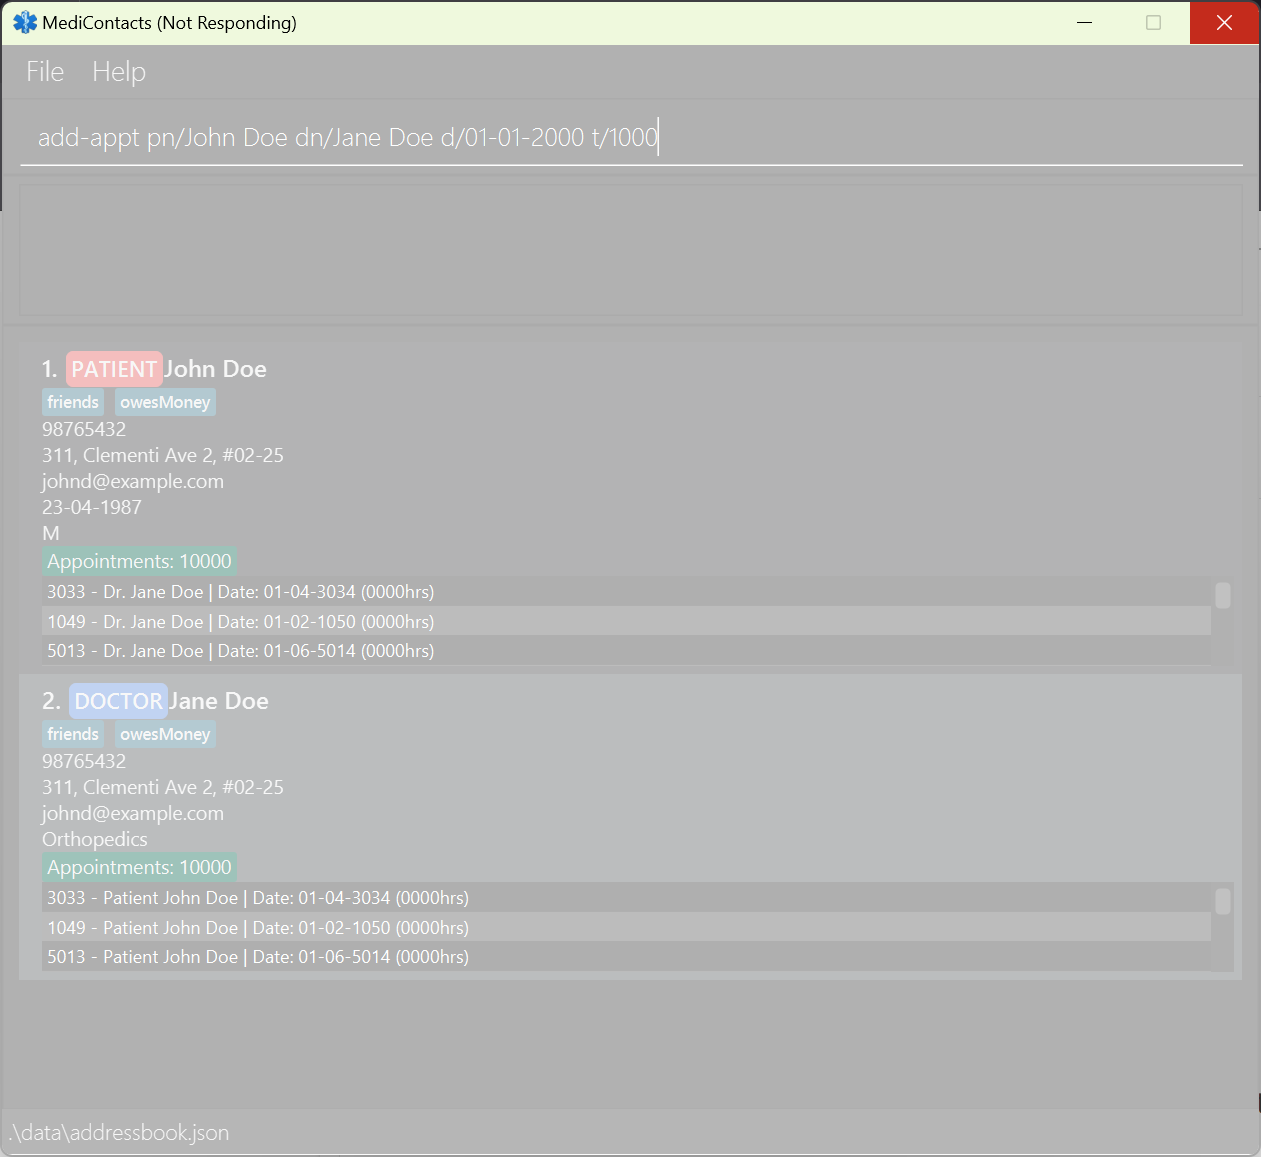 MediContacts (Not Responding)
File Help
add-appt pn/John Doe dn/Jane Doe d/01-01-2000 t/1000
1. PATIENT John Doe
friends owesMoney
98765432
311, Clementi Ave 2, #02-25
johnd@example.com
23-04-1987
M
Appointments: 10000
3033 - Dr. Jane Doe | Date: 01-04-3034 (0000hrs)
1049 - Dr. Jane Doe | Date: 01-02-1050 (0000hrs)
5013 - Dr. Jane Doe | Date: 01-06-5014 (0000hrs)
2. DOCTOR Jane Doe
friends owesMoney
98765432
311, Clementi Ave 2, #02-25
johnd@example.com
Orthopedics
Appointments: 10000
3033 - Patient John Doe | Date: 01-04-3034 (0000hrs)
1049 - Patient John Doe | Date: 01-02-1050 (0000hrs)
5013 - Patient John Doe | Date: 01-06-5014 (0000hrs)
.\data\addressbook.json